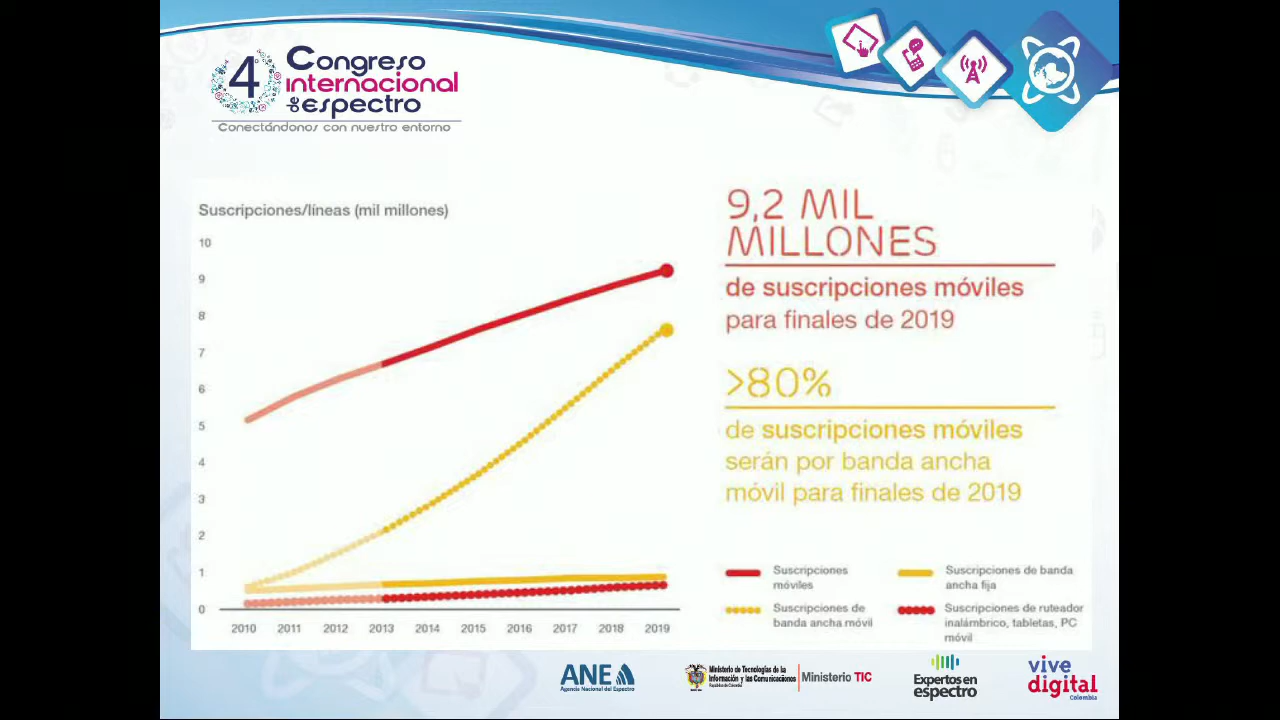 4°
Congreso
internacional
de espectro
Conectándonos con nuestro entorno
Suscripciones/líneas (mil millones)
10
9
8
7
6
5
4
3
2
1
0
2010 2011 2012 2013 2014 2015 2016 2017 2018 2019
9,2 MIL
MILLONES
de suscripciones móviles
para finales de 2019
>80%
de suscripciones móviles
serán por banda ancha
móvil para finales de 2019
Suscripciones
móviles
Suscripciones de banda
ancha fija
Suscripciones de
banda ancha móvil
Suscripciones de ruteador
inalámbrico, tabletas, PC
móvil
ANE
Agencia Nacional del Espectro
Ministerio de Tecnologías de la
Información y las Comunicaciones
República de Colombia
Ministerio TIC
Expertos en
espectro
vive
digital
Colombia